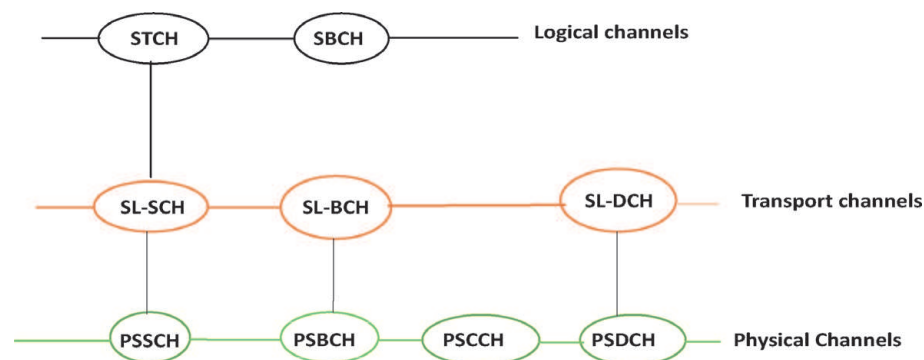 STCH SBCH Logical channels
SL-SCH SL-BCH SL-DCH Transport channels
PSSCH PSBCH PSCCH PSDCH Physical Channels